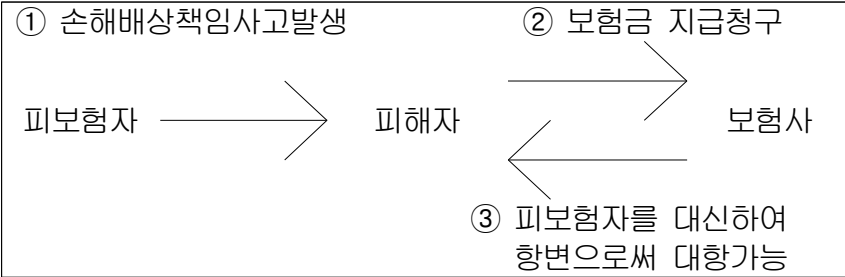 ① 손해배상책임사고발생 ② 보험금 지급청구
피보험자 피해자 보험사
③ 피보험자를 대신하여
항변으로써 대항가능